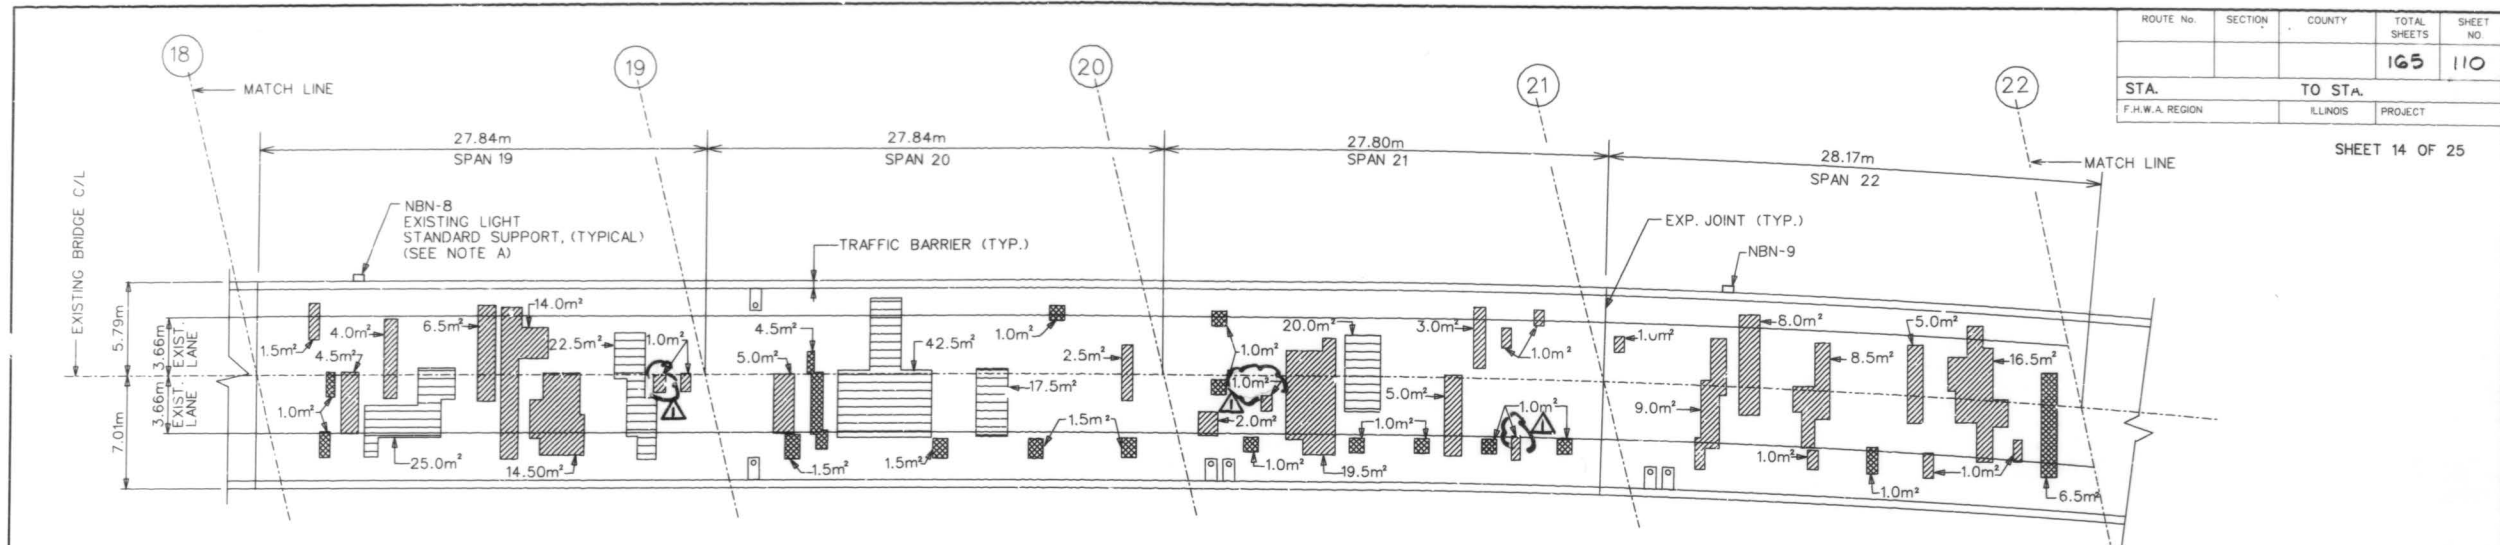 ROUTE No. SECTION COUNTY TOTAL SHEETS SHEET NO.
165 110
STA. TO STA.
F.H.W.A. REGION ILLINOIS PROJECT
SHEET 14 OF 25
18 19 20 21 22
MATCH LINE
MATCH LINE
27.84m 27.84m 27.80m 28.17m
SPAN 19 SPAN 20 SPAN 21 SPAN 22
EXISTING BRIDGE C/L
NBN-8
EXISTING LIGHT
STANDARD SUPPORT, (TYPICAL)
(SEE NOTE A)
TRAFFIC BARRIER (TYP.)
EXP. JOINT (TYP.)
NBN-9
5.79m
7.01m
3.66m
EXIST. LANE
3.66m
EXIST. LANE
1.5m²
4.0m²
4.5m²
6.5m²
14.0m²
22.5m²
1.0m²
1.0m²
25.0m²
14.50m²
4.5m²
5.0m²
42.5m²
1.0m²
2.5m²
17.5m²
1.5m²
1.5m²
1.5m²
1.0m²
1.0m²
2.0m²
1.0m²
20.0m²
19.5m²
3.0m²
1.0m²
5.0m²
1.0m²
1.0m²
1.0m²
8.0m²
8.5m²
5.0m²
16.5m²
9.0m²
1.0m²
1.0m²
1.0m²
6.5m²